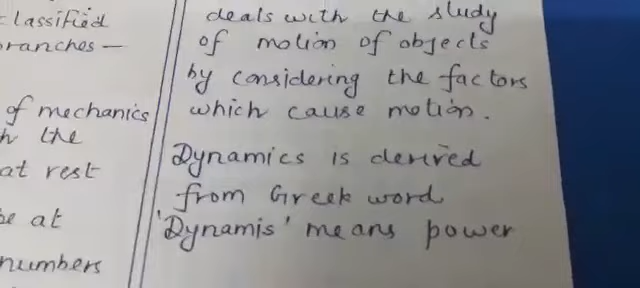 classified
branches —
of mechanics
the
at rest
at
numbers
deals with the study
of motion of objects
by considering the factors
which cause motion.
Dynamics is derived
from Greek word
'Dynamis' means power